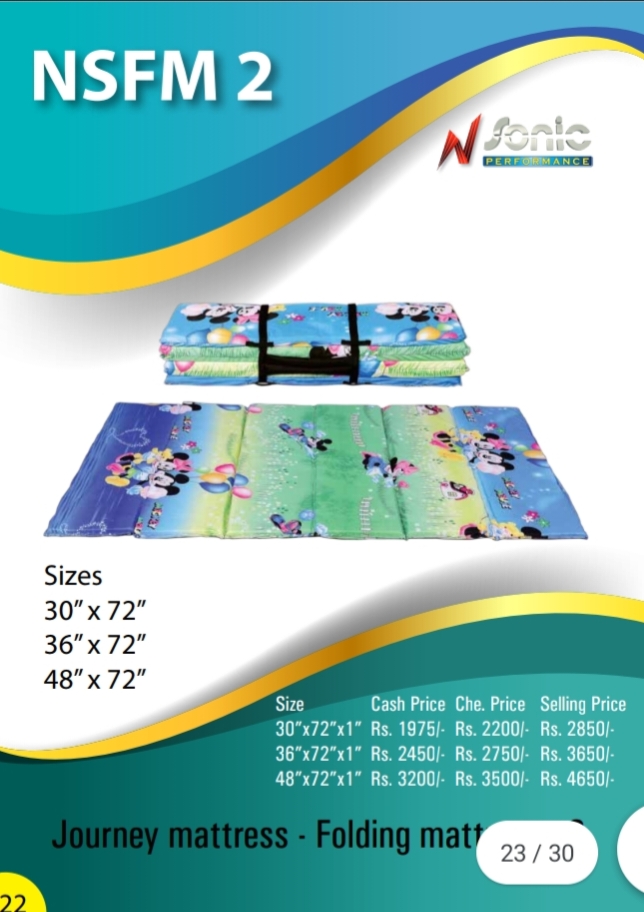 NSFM 2
N Sonic
PERFORMANCE
Sizes
30” x 72”
36” x 72”
48” x 72”
Size Cash Price Che. Price Selling Price
30”x72”x1” Rs. 1975/- Rs. 2200/- Rs. 2850/-
36”x72”x1” Rs. 2450/- Rs. 2750/- Rs. 3650/-
48”x72”x1” Rs. 3200/- Rs. 3500/- Rs. 4650/-
Journey mattress - Folding
23 / 30
22